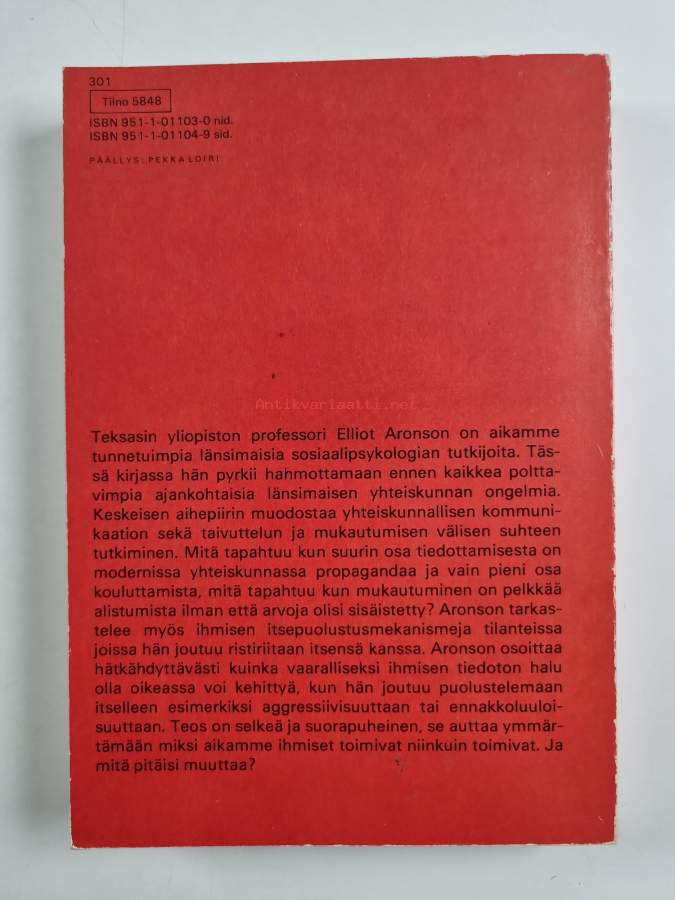 301
Tilno 5848
ISBN 951-1-01103-0 nid.
ISBN 951-1-01104-9 sid.
PÄÄLLYS: PEKKA LOIRI
Antikvariaatti.net
Teksasin yliopiston professori Elliot Aronson on aikamme
tunnetuimpia länsimaisia sosiaalipsykologian tutkijoita. Täs-
sä kirjassa hän pyrkii hahmottamaan ennen kaikkea poltta-
vimpia ajankohtaisia länsimaisen yhteiskunnan ongelmia.
Keskeisen aihepiirin muodostaa yhteiskunnallisen kommuni-
kaation sekä taivuttelun ja mukautumisen välisen suhteen
tutkiminen. Mitä tapahtuu kun suurin osa tiedottamisesta on
modernissa yhteiskunnassa propagandaa ja vain pieni osa
kouluttamista, mitä tapahtuu kun mukautuminen on pelkkää
alistumista ilman että arvoja olisi sisäistetty? Aronson tarkas-
telee myös ihmisen itsepuolustusmekanismeja tilanteissa
joissa hän joutuu ristiriitaan itsensä kanssa. Aronson osoittaa
hätkähdyttävästi kuinka vaaralliseksi ihmisen tiedoton halu
olla oikeassa voi kehittyä, kun hän joutuu puolustelemaan
itselleen esimerkiksi aggressiivisuuttaan tai ennakkoluuloi-
suuttaan. Teos on selkeä ja suorapuheinen, se auttaa ymmär-
tämään miksi aikamme ihmiset toimivat niinkuin toimivat. Ja
mitä pitäisi muuttaa?